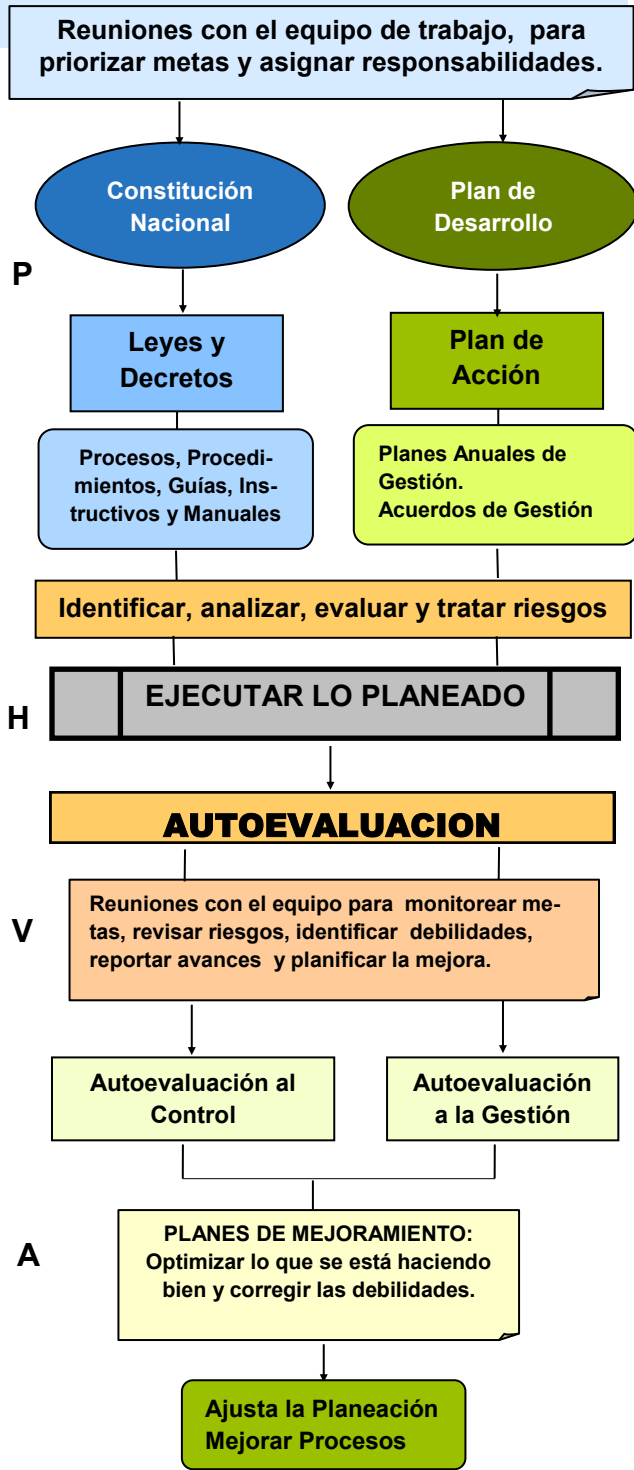 Reuniones con el equipo de trabajo, para
priorizar metas y asignar responsabilidades.
Constitución
Nacional
Plan de
Desarrollo
P
Leyes y
Decretos
Plan de
Acción
Procesos, Procedi-
mientos, Guías, Ins-
tructivos y Manuales
Planes Anuales de
Gestión.
Acuerdos de Gestión
Identificar, analizar, evaluar y tratar riesgos
EJECUTAR LO PLANEADO
H
AUTOEVALUACION
Reuniones con el equipo para monitorear me-
tas, revisar riesgos, identificar debilidades,
reportar avances y planificar la mejora.
V
Autoevaluación al
Control
Autoevaluación
a la Gestión
PLANES DE MEJORAMIENTO:
Optimizar lo que se está haciendo
bien y corregir las debilidades.
A
Ajusta la Planeación
Mejorar Procesos